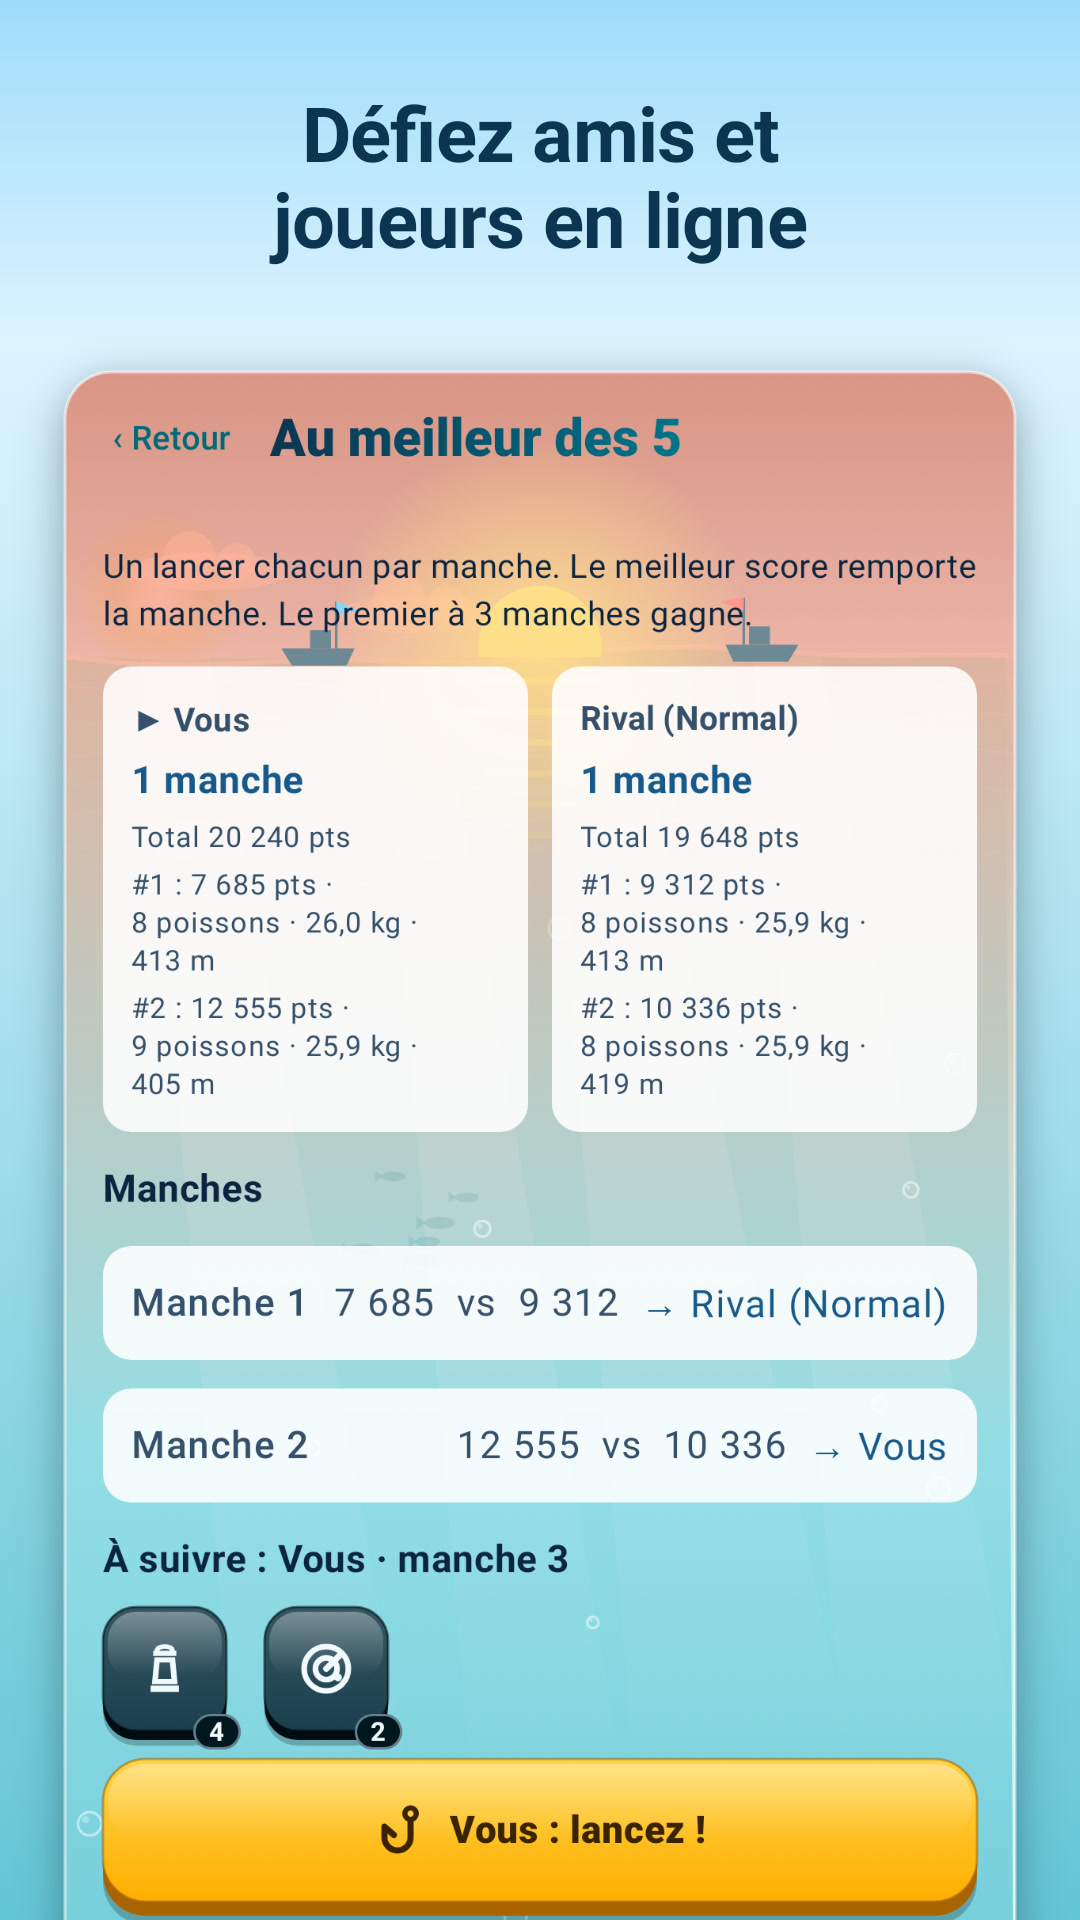 Défiez amis et
joueurs en ligne
‹ Retour
Au meilleur des 5
Un lancer chacun par manche. Le meilleur score remporte
la manche. Le premier à 3 manches gagne.
► Vous
1 manche
Total 20 240 pts
#1 : 7 685 pts ·
8 poissons · 26,0 kg ·
413 m
#2 : 12 555 pts ·
9 poissons · 25,9 kg ·
405 m
Rival (Normal)
1 manche
Total 19 648 pts
#1 : 9 312 pts ·
8 poissons · 25,9 kg ·
413 m
#2 : 10 336 pts ·
8 poissons · 25,9 kg ·
419 m
Manches
Manche 1 7 685 vs 9 312 → Rival (Normal)
Manche 2 12 555 vs 10 336 → Vous
À suivre : Vous · manche 3
4
2
Vous : lancez !